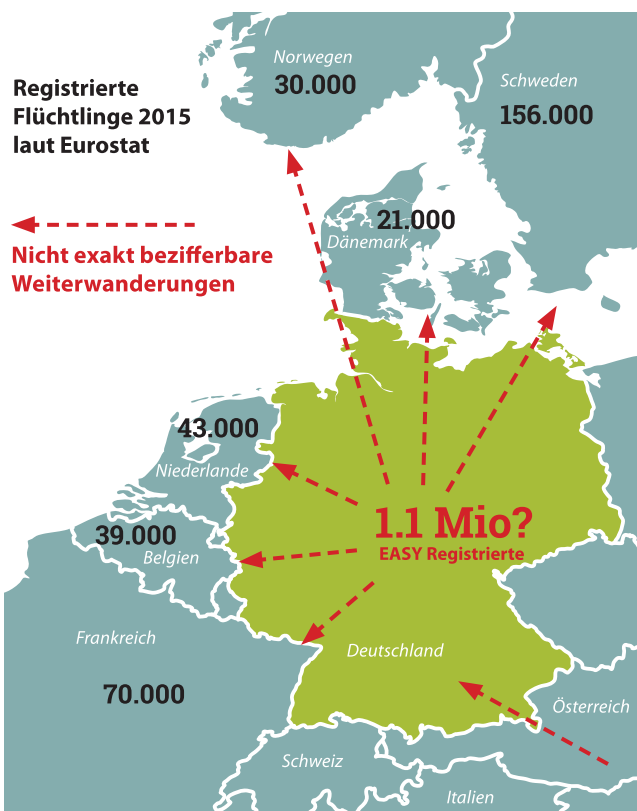 Norwegen
30.000
Schweden
156.000
Registrierte
Flüchtlinge 2015
laut Eurostat
21.000
Dänemark
Nicht exakt bezifferbare
Weiterwanderungen
43.000
Niederlande
39.000
Belgien
1.1 Mio?
EASY Registrierte
Frankreich
70.000
Deutschland
Österreich
Schweiz
Italien